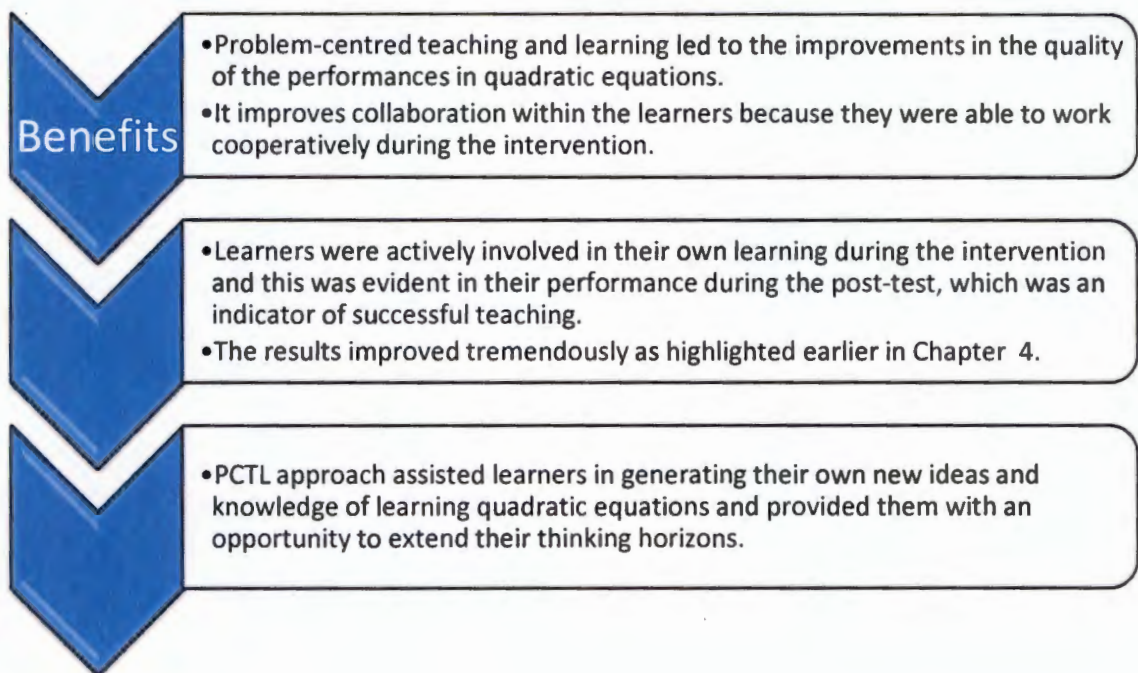 Benefits
•Problem-centred teaching and learning led to the improvements in the quality
of the performances in quadratic equations.
•It improves collaboration within the learners because they were able to work
cooperatively during the intervention.
•Learners were actively involved in their own learning during the intervention
and this was evident in their performance during the post-test, which was an
indicator of successful teaching.
•The results improved tremendously as highlighted earlier in Chapter 4.
•PCTL approach assisted learners in generating their own new ideas and
knowledge of learning quadratic equations and provided them with an
opportunity to extend their thinking horizons.